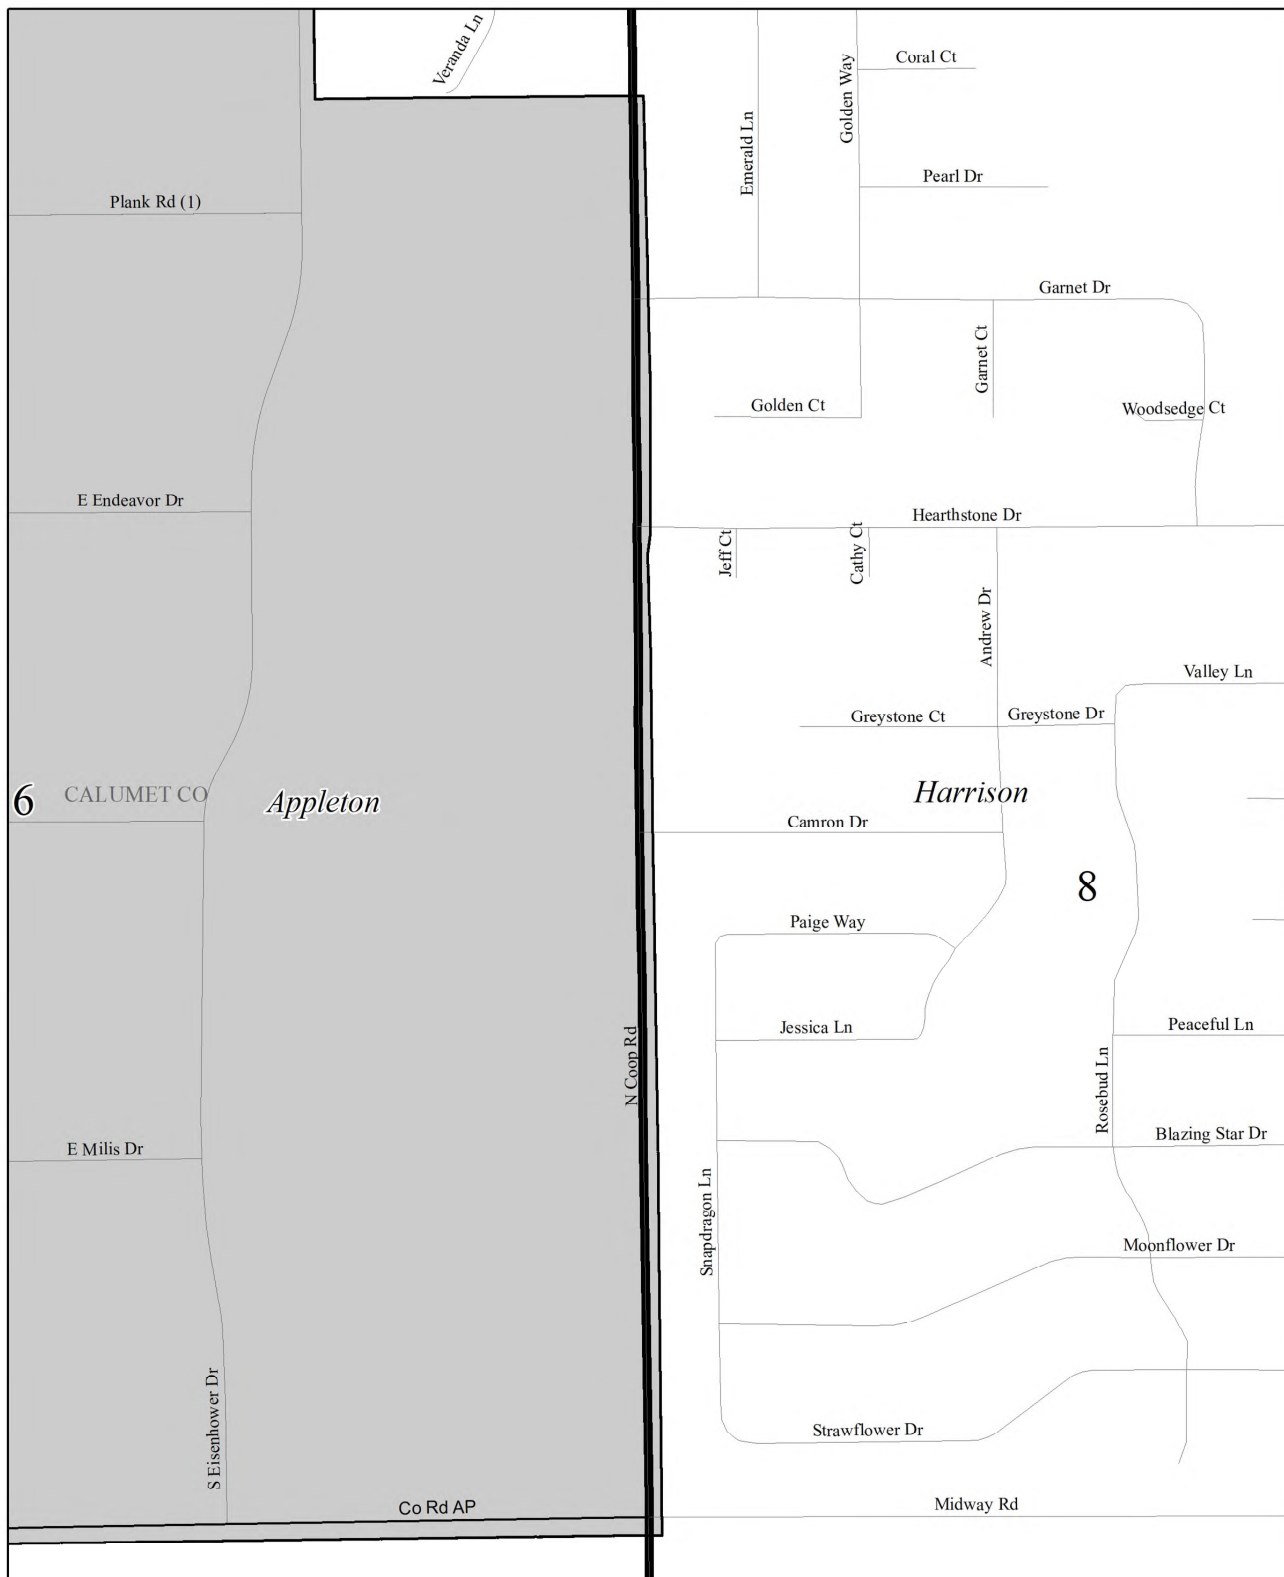 Veranda Ln
Coral Ct
Golden Way
Emerald Ln
Pearl Dr
Plank Rd (1)
Garnet Dr
Garnet Ct
Golden Ct
Woodsedge Ct
E Endeavor Dr
Hearthstone Dr
Jeff Ct
Cathy Ct
Andrew Dr
Valley Ln
Greystone Ct
Greystone Dr
6
CALUMET CO
Appleton
Harrison
Camron Dr
8
Paige Way
Jessica Ln
N Coop Rd
Peaceful Ln
Rosebud Ln
Blazing Star Dr
E Milis Dr
Snapdragon Ln
Moonflower Dr
S Eisenhower Dr
Strawflower Dr
Co Rd AP
Midway Rd